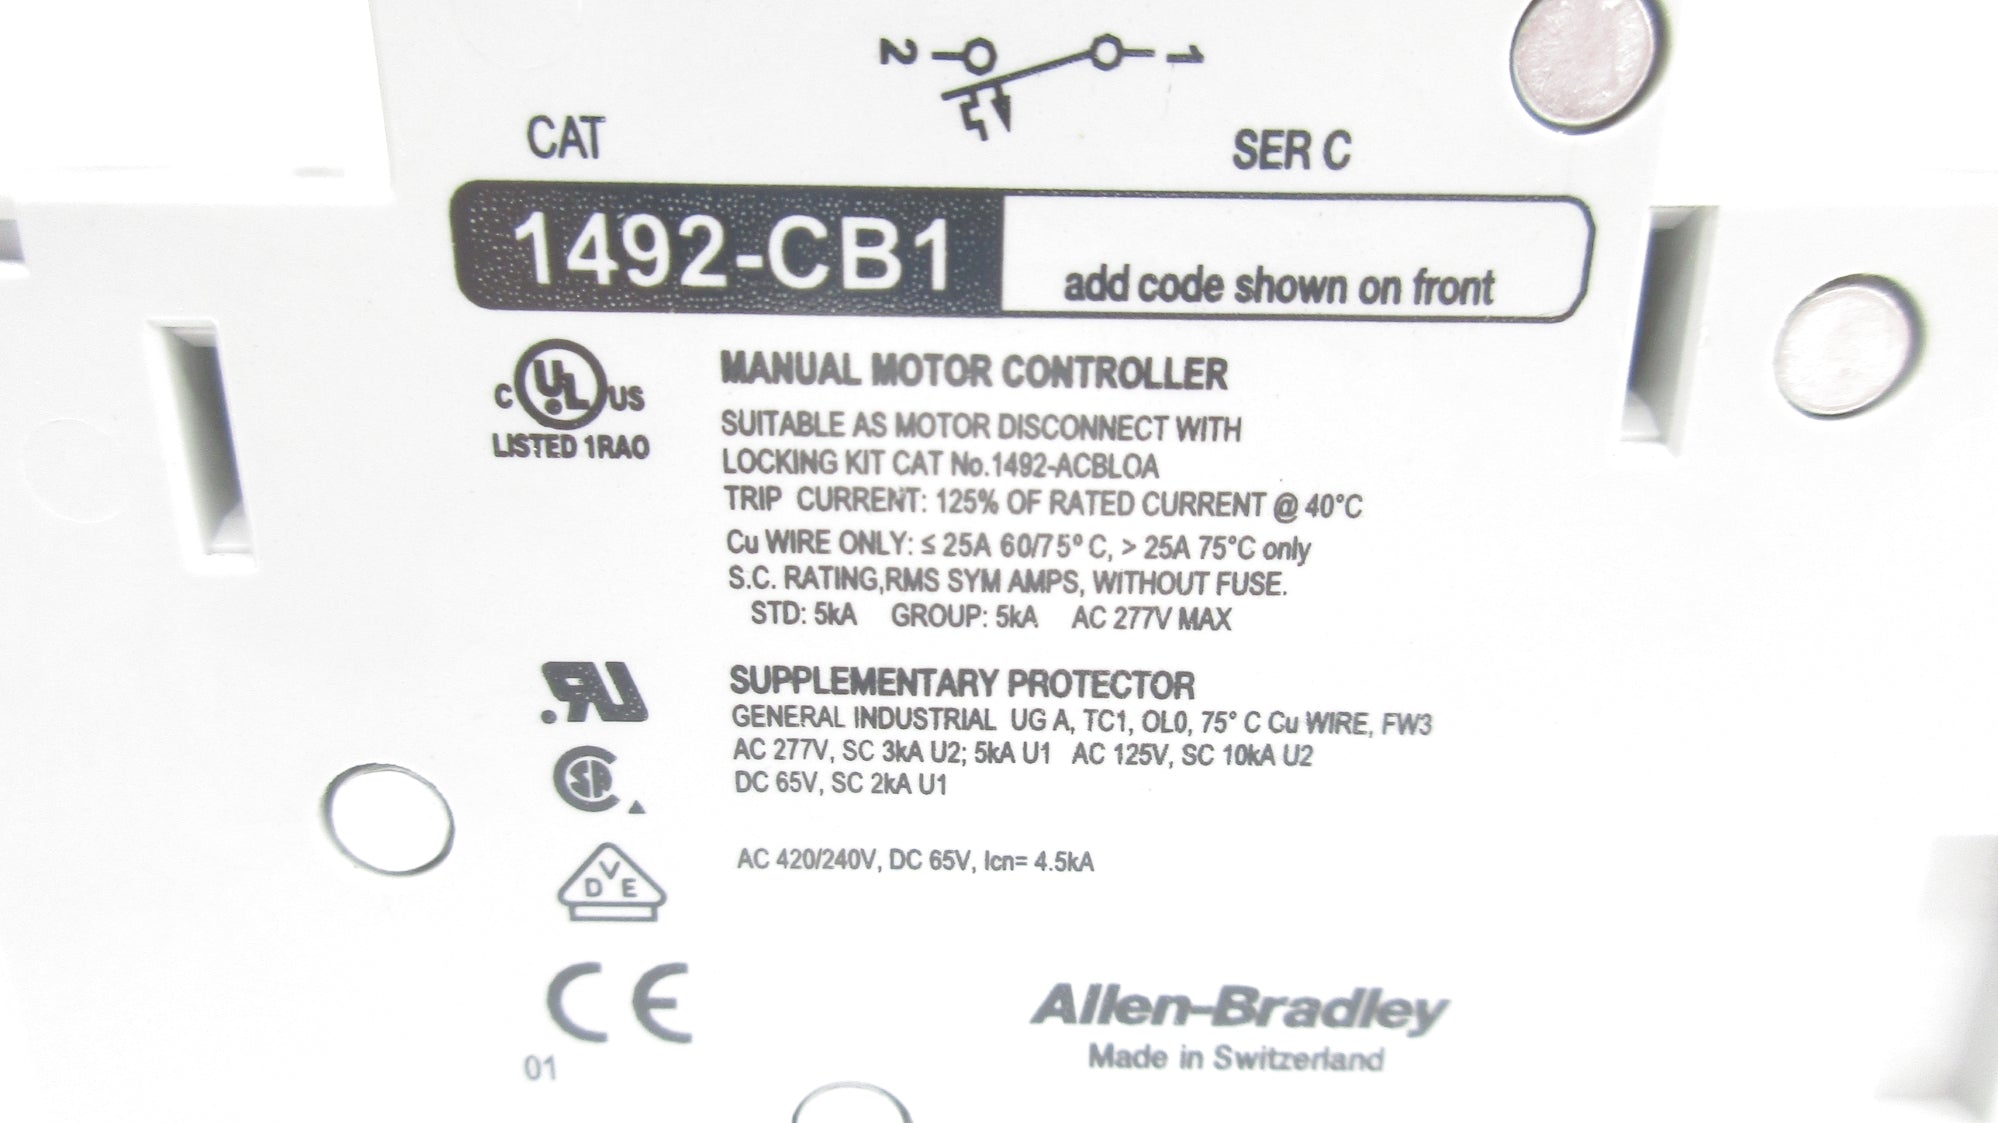 2 1
CAT SER C
1492-CB1 add code shown on front
C UL US
LISTED 1RA0
MANUAL MOTOR CONTROLLER
SUITABLE AS MOTOR DISCONNECT WITH
LOCKING KIT CAT No.1492-ACBLOA
TRIP CURRENT: 125% OF RATED CURRENT @ 40°C
Cu WIRE ONLY: ≤ 25A 60/75° C, > 25A 75°C only
S.C. RATING,RMS SYM AMPS, WITHOUT FUSE.
STD: 5kA GROUP: 5kA AC 277V MAX
SUPPLEMENTARY PROTECTOR
GENERAL INDUSTRIAL UG A, TC1, OL0, 75° C Cu WIRE, FW3
AC 277V, SC 3kA U2; 5kA U1 AC 125V, SC 10kA U2
DC 65V, SC 2kA U1
AC 420/240V, DC 65V, Icn= 4.5kA
RU
SA
VDE
CE
01
Allen-Bradley
Made in Switzerland